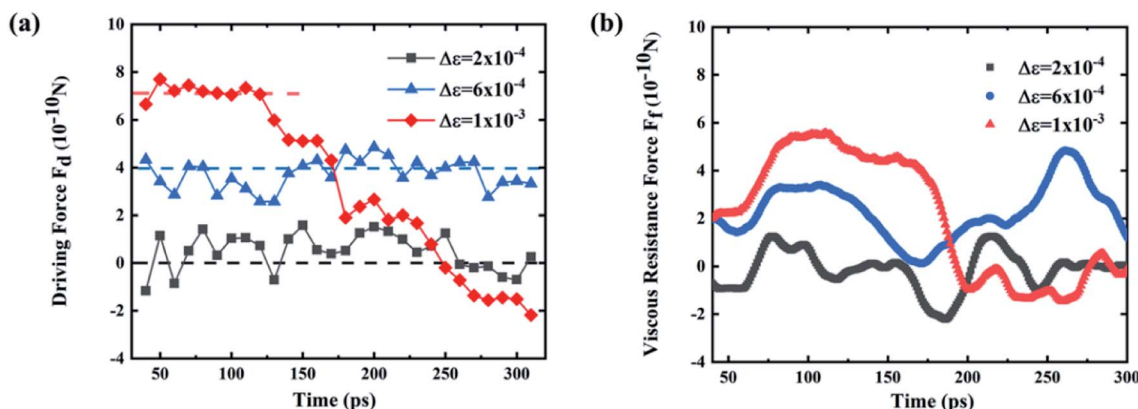 (a)
Driving Force F_d (10^-10N)
10
8
6
4
2
0
-2
-4
Δε=2x10^-4
Δε=6x10^-4
Δε=1x10^-3
50
100
150
200
250
300
Time (ps)
(b)
Viscous Resistance Force F_f (10^-10N)
10
8
6
4
2
0
-2
-4
Δε=2x10^-4
Δε=6x10^-4
Δε=1x10^-3
50
100
150
200
250
300
Time (ps)